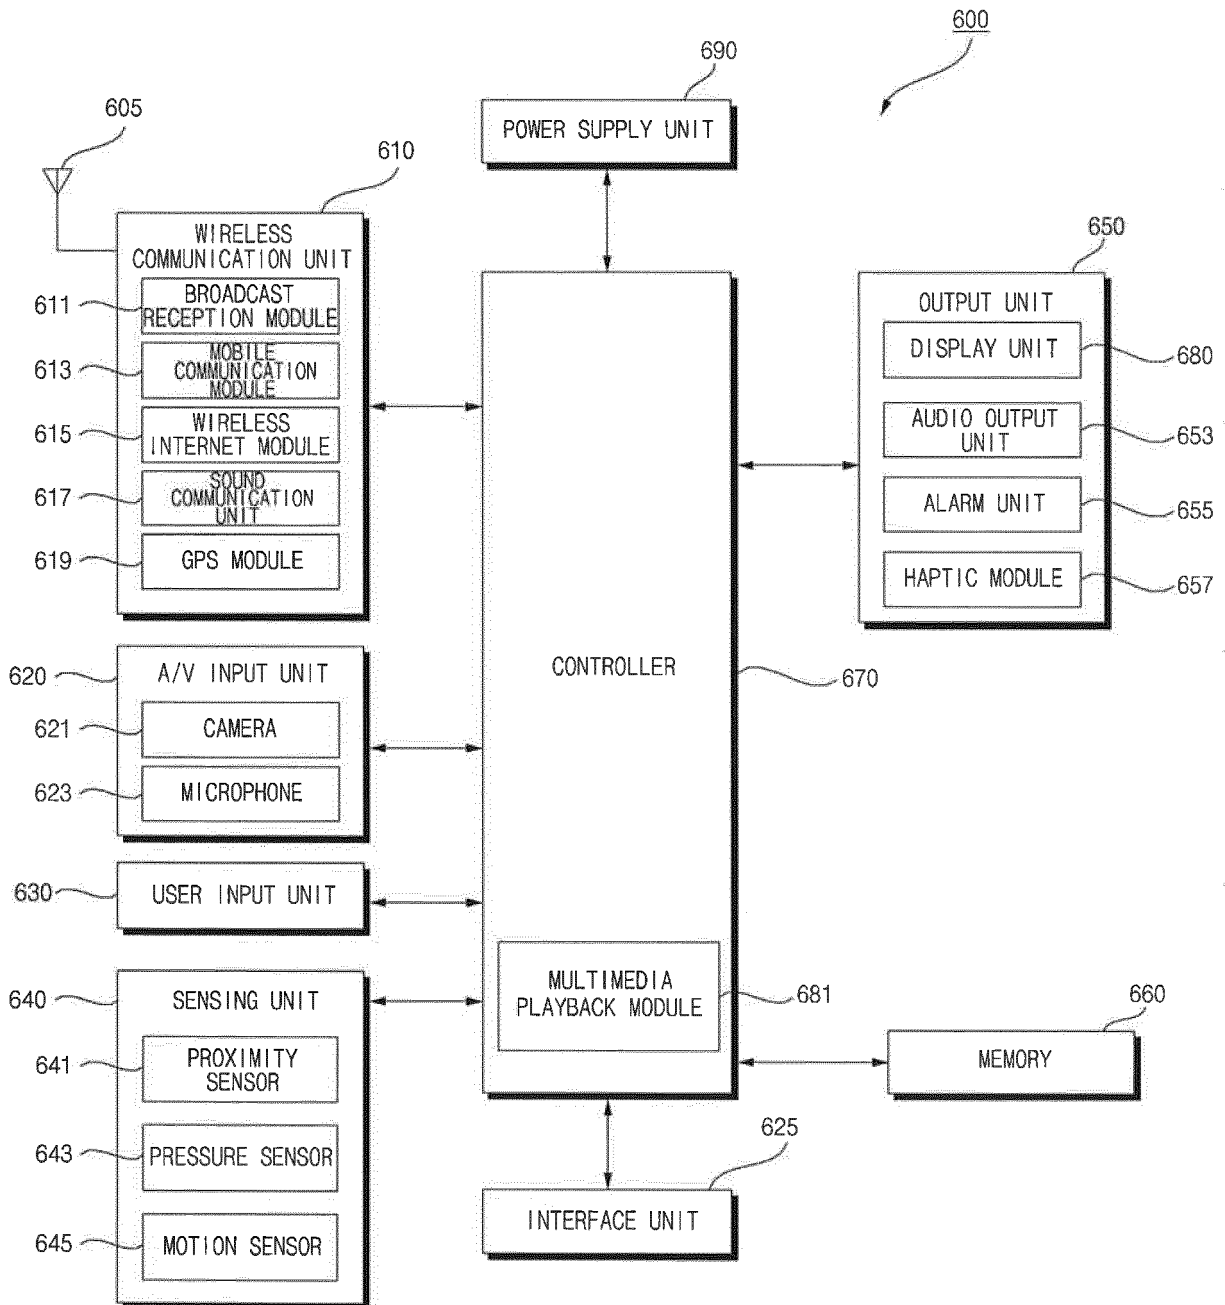 600
690
POWER SUPPLY UNIT
605
610
WIRELESS
COMMUNICATION UNIT
611
BROADCAST
RECEPTION MODULE
613
MOBILE
COMMUNICATION
MODULE
615
WIRELESS
INTERNET MODULE
617
SOUND
COMMUNICATION
UNIT
619
GPS MODULE
620
A/V INPUT UNIT
621
CAMERA
623
MICROPHONE
630
USER INPUT UNIT
640
SENSING UNIT
641
PROXIMITY
SENSOR
643
PRESSURE SENSOR
645
MOTION SENSOR
CONTROLLER
670
MULTIMEDIA
PLAYBACK MODULE
681
625
INTERFACE UNIT
650
OUTPUT UNIT
DISPLAY UNIT
680
AUDIO OUTPUT
UNIT
653
ALARM UNIT
655
HAPTIC MODULE
657
660
MEMORY